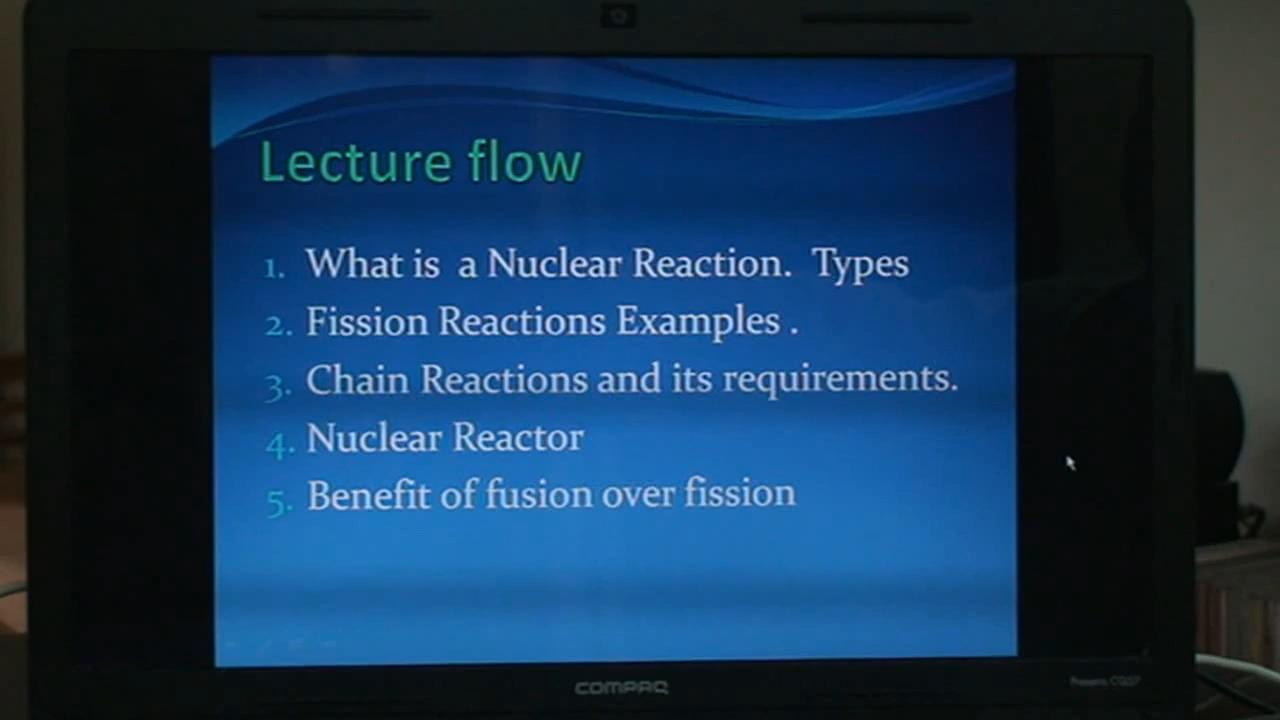 Lecture flow
1. What is a Nuclear Reaction. Types
2. Fission Reactions Examples .
3. Chain Reactions and its requirements.
4. Nuclear Reactor
5. Benefit of fusion over fission
COMPAQ